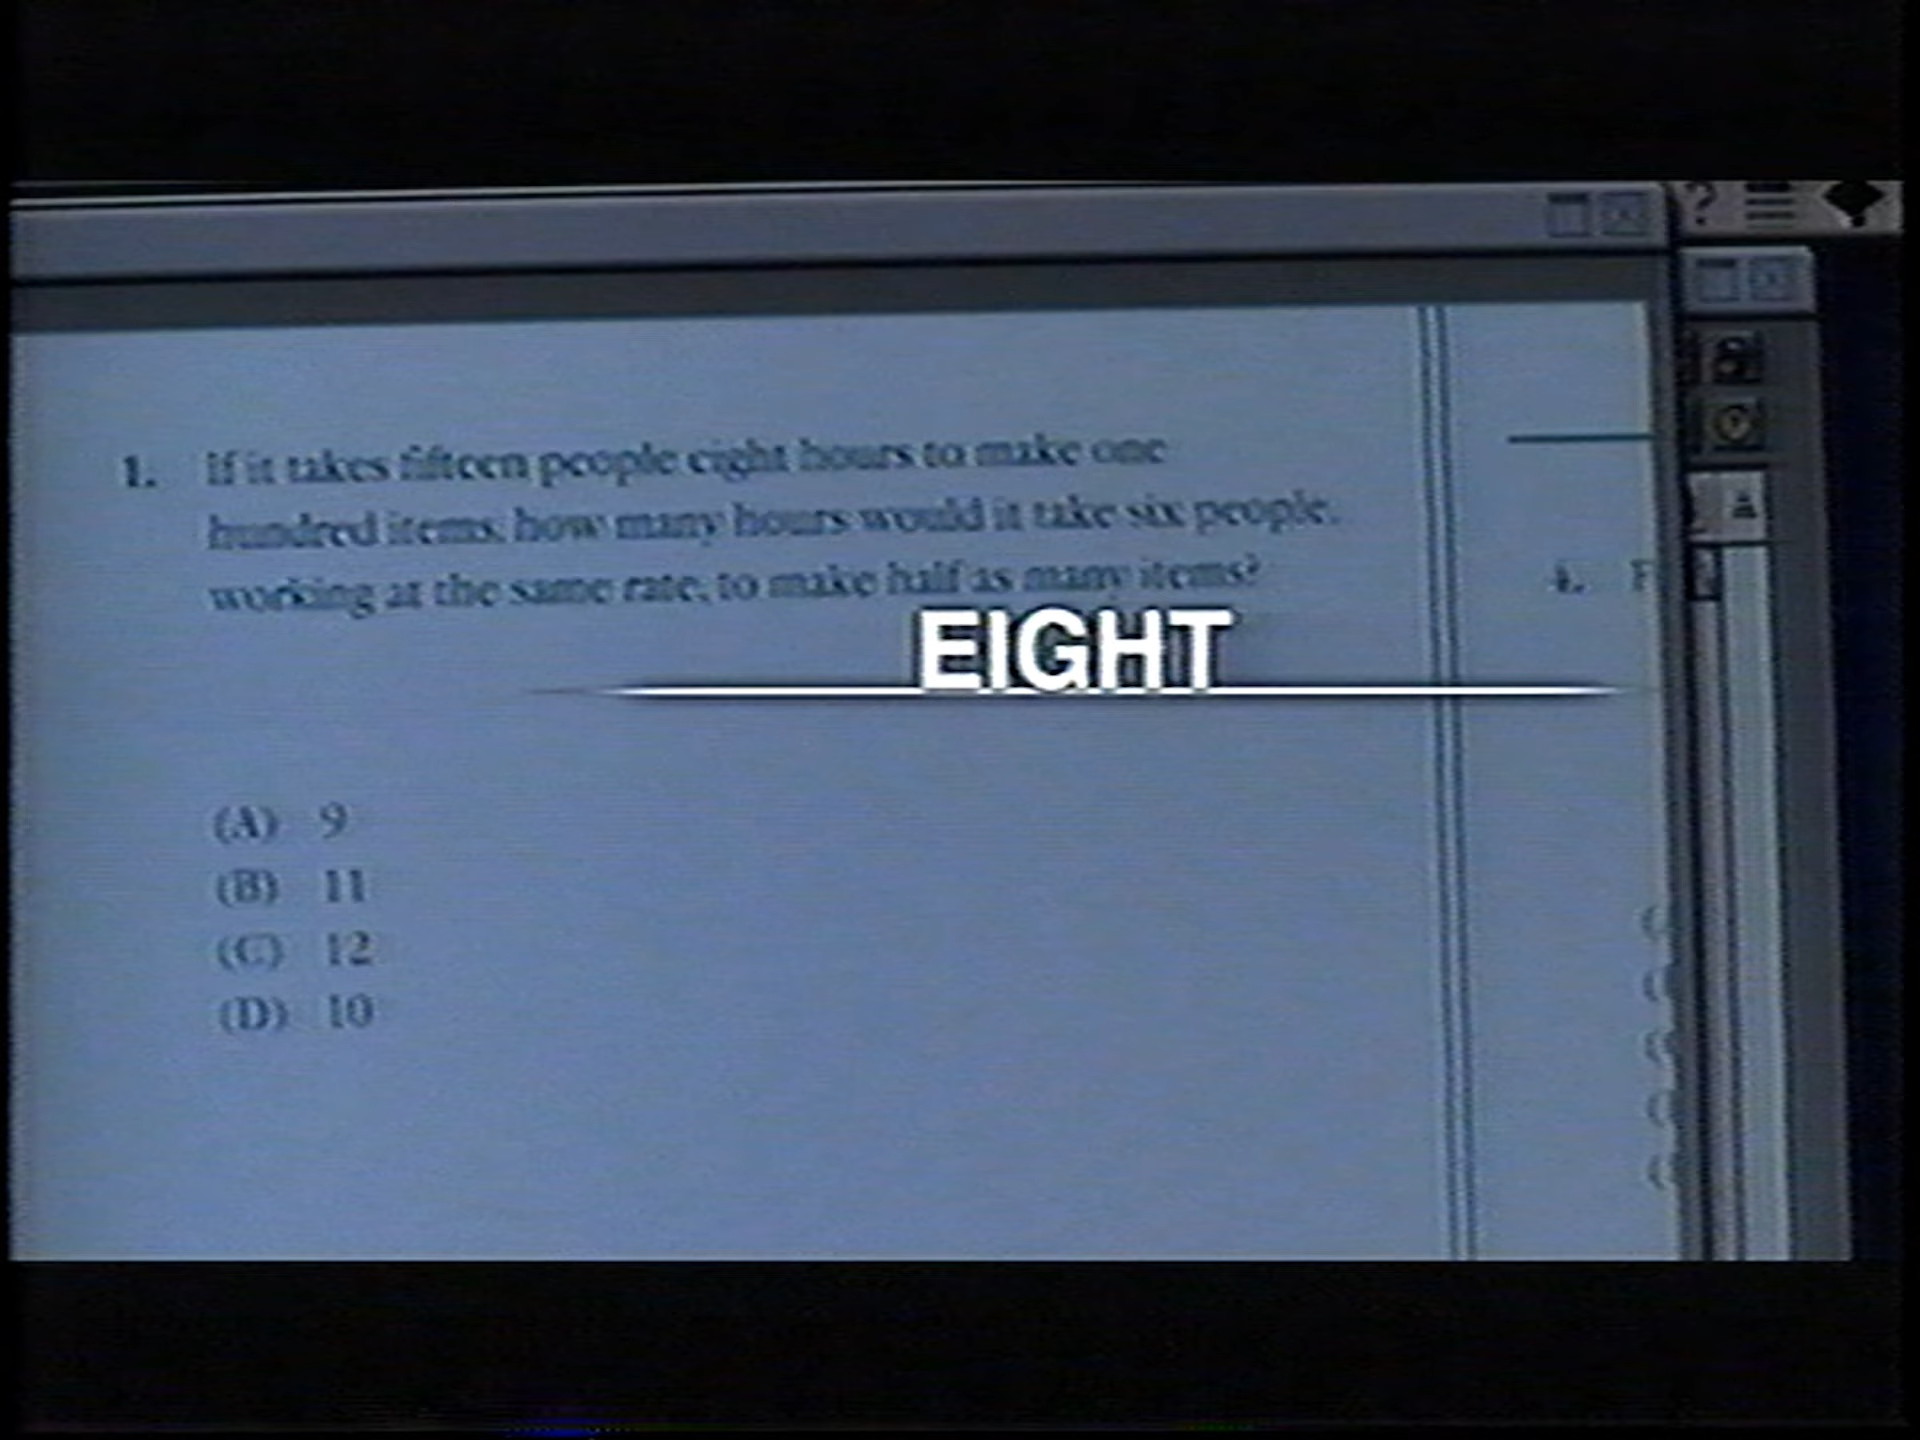 1. If it takes fifteen people eight hours to make one
hundred items, how many hours would it take six people,
working at the same rate, to make half as many items?
EIGHT
(A) 9
(B) 11
(C) 12
(D) 10
4. F